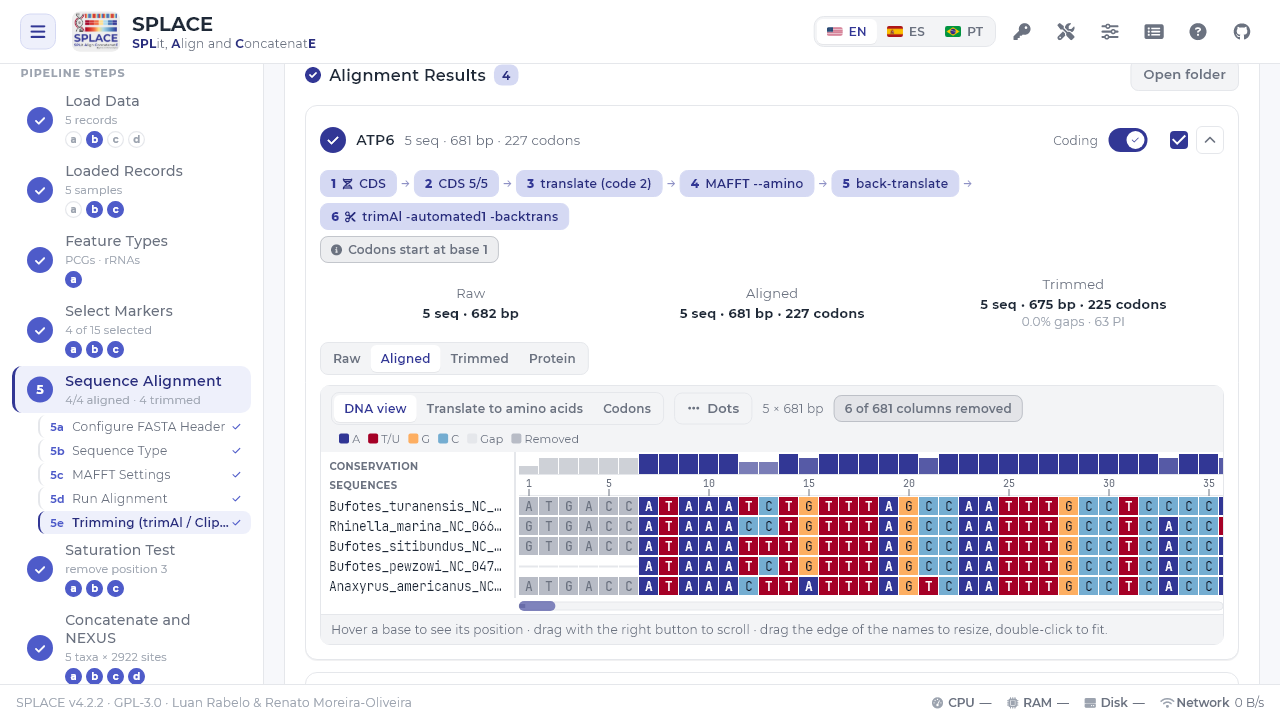 SPLACE
SPLit, Align and ConcatenatE
EN
ES
PT
PIPELINE STEPS
Load Data
5 records
a b c d
Loaded Records
5 samples
a b c
Feature Types
PCGs · rRNAs
a
Select Markers
4 of 15 selected
a b c
5 Sequence Alignment
4/4 aligned · 4 trimmed
5a Configure FASTA Header
5b Sequence Type
5c MAFFT Settings
5d Run Alignment
5e Trimming (trimAl / Clip...
Saturation Test
remove position 3
a b c
Concatenate and
NEXUS
5 taxa × 2922 sites
a b c d
Alignment Results 4
Open folder
ATP6 5 seq · 681 bp · 227 codons
Coding
1 CDS → 2 CDS 5/5 → 3 translate (code 2) → 4 MAFFT --amino → 5 back-translate →
6 trimAl -automated1 -backtrans
Codons start at base 1
Raw
5 seq · 682 bp
Aligned
5 seq · 681 bp · 227 codons
Trimmed
5 seq · 675 bp · 225 codons
0.0% gaps · 63 PI
Raw Aligned Trimmed Protein
DNA view Translate to amino acids Codons ··· Dots 5 × 681 bp 6 of 681 columns removed
A T/U G C Gap Removed
CONSERVATION
SEQUENCES 1 5 10 15 20 25 30 35
Bufotes_turanensis_NC_… A T G A C C A T A A A T C T G T T T A G C C A A T T T G C C T C C C C
Rhinella_marina_NC_066… G T G A C C A T A A A C C T G T T T A G C C A A T T T G C C T C A C C
Bufotes_sitibundus_NC_… G T G A C C A T A A A T T T G T T T A G C C A A T T T G C C T C A C C
Bufotes_pewzowi_NC_047… A T A A A T C T G T T T A G C C A A T T T G C C T C A C C
Anaxyrus_americanus_NC… A T G A C C A T A A A C T T A T T T A G T C A A T T T G C C T C A C C
Hover a base to see its position · drag with the right button to scroll · drag the edge of the names to resize, double-click to fit.
SPLACE v4.2.2 · GPL-3.0 · Luan Rabelo & Renato Moreira-Oliveira
CPU — RAM — Disk — Network 0 B/s